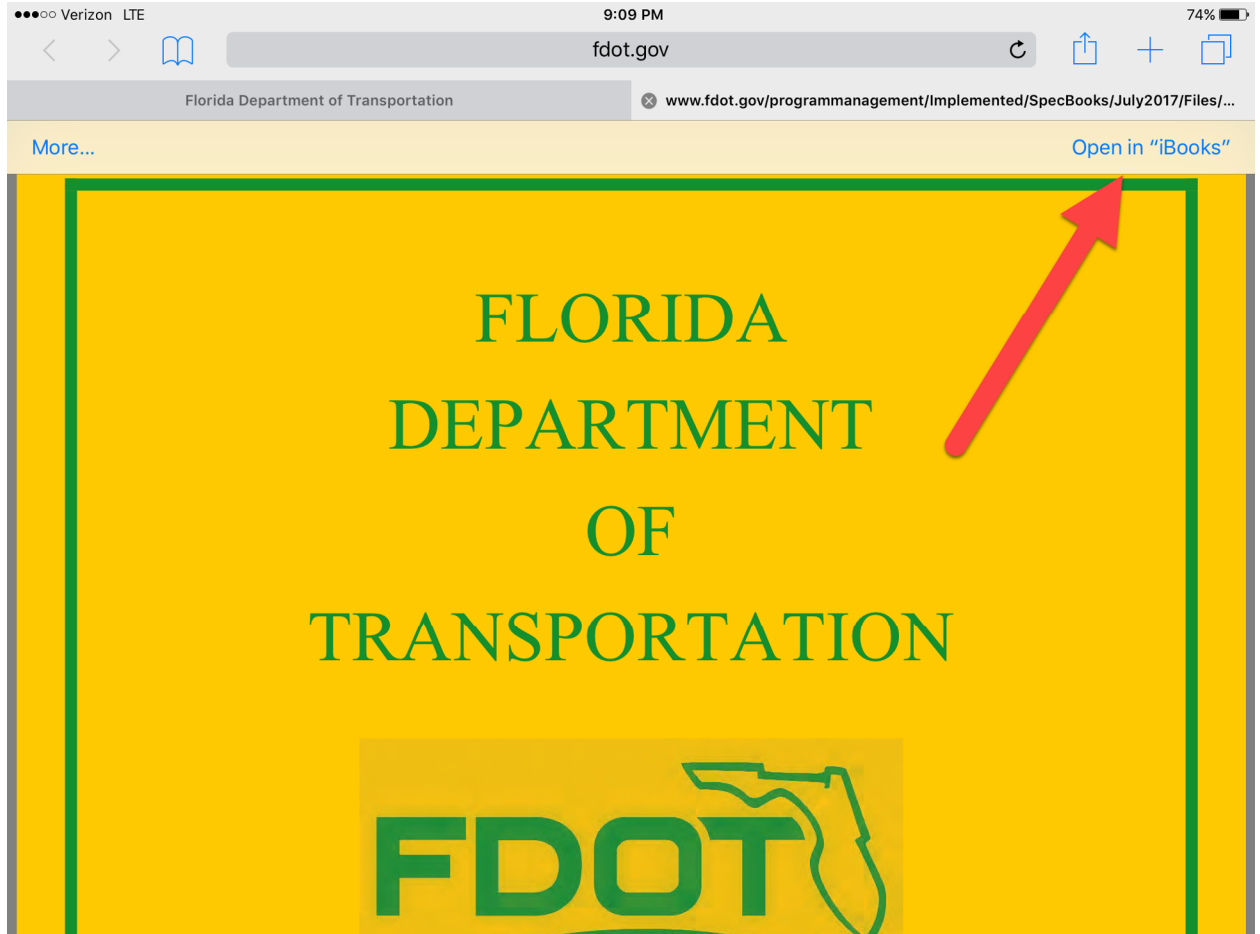 Verizon LTE 9:09 PM 74%
fdot.gov
Florida Department of Transportation www.fdot.gov/programmanagement/Implemented/SpecBooks/July2017/Files/...
More... Open in “iBooks”
FLORIDA
DEPARTMENT
OF
TRANSPORTATION
FDOT